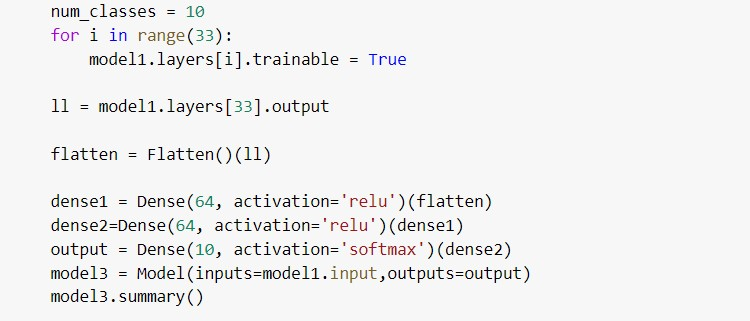 num_classes = 10
for i in range(33):
    model1.layers[i].trainable = True
ll = model1.layers[33].output
flatten = Flatten()(ll)
dense1 = Dense(64, activation='relu')(flatten)
dense2=Dense(64, activation='relu')(dense1)
output = Dense(10, activation='softmax')(dense2)
model3 = Model(inputs=model1.input,outputs=output)
model3.summary()